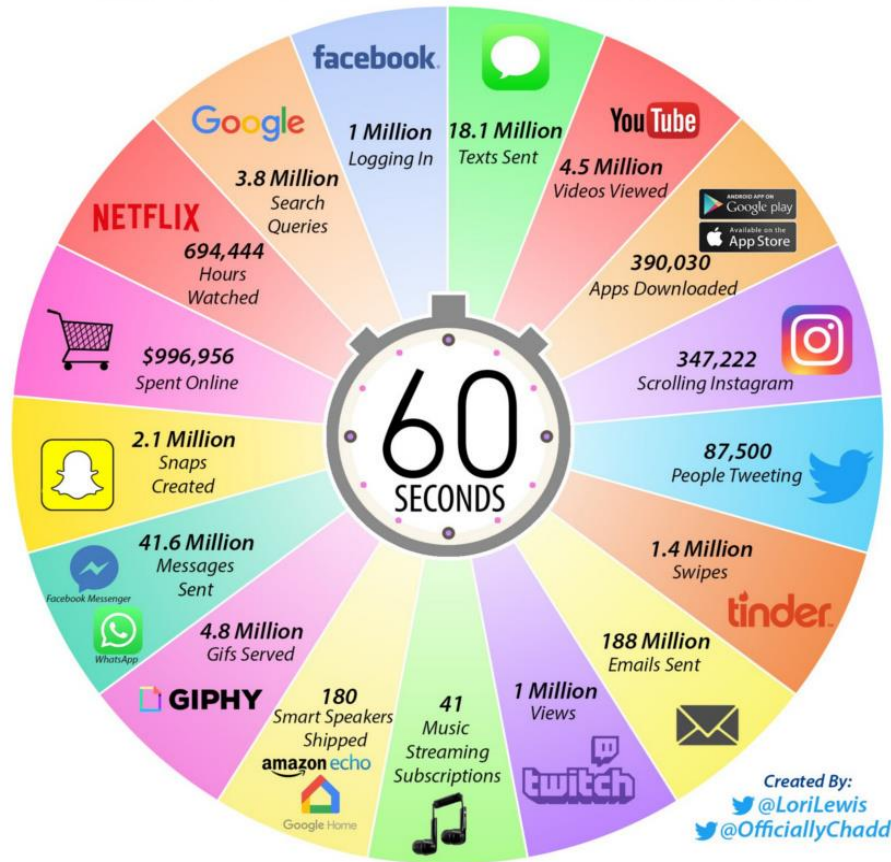 facebook
1 Million
Logging In
18.1 Million
Texts Sent
You Tube
4.5 Million
Videos Viewed
ANDROID APP ON
Google play
Available on the
App Store
390,030
Apps Downloaded
347,222
Scrolling Instagram
87,500
People Tweeting
1.4 Million
Swipes
tinder
188 Million
Emails Sent
1 Million
Views
twitch
41
Music
Streaming
Subscriptions
180
Smart Speakers
Shipped
amazon echo
Google Home
4.8 Million
Gifs Served
GIPHY
41.6 Million
Messages
Sent
Facebook Messenger
WhatsApp
2.1 Million
Snaps
Created
$996,956
Spent Online
NETFLIX
694,444
Hours
Watched
Google
3.8 Million
Search
Queries
60
SECONDS
Created By:
@LoriLewis
@OfficiallyChadd